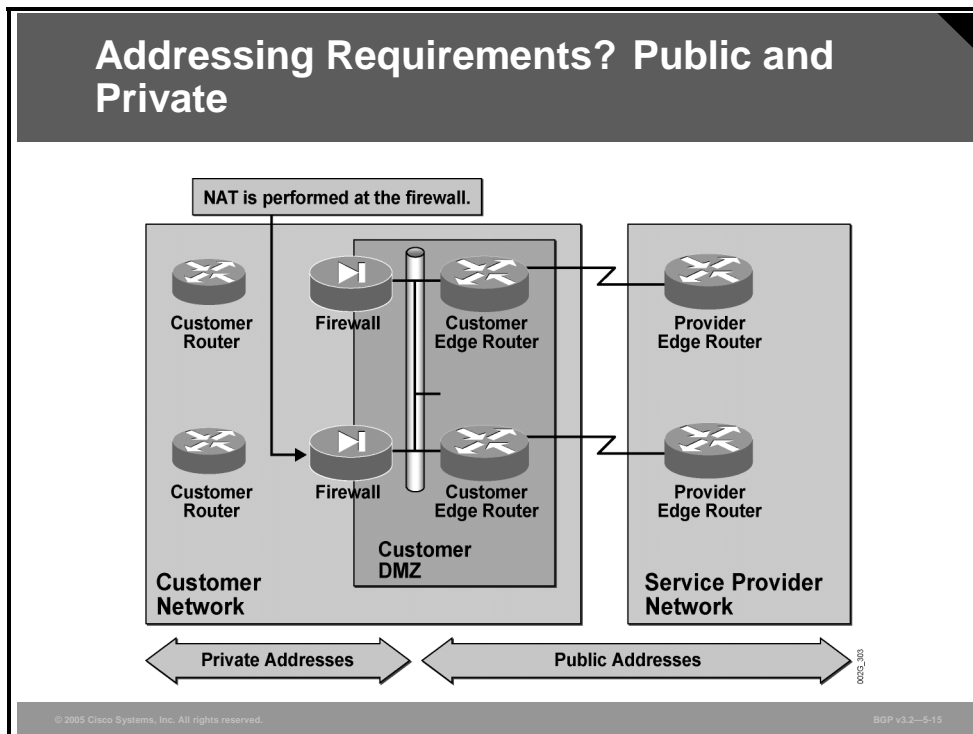 Addressing Requirements? Public and
Private
NAT is performed at the firewall.
Customer
Router
Firewall
Customer
Edge Router
Provider
Edge Router
Customer
Router
Firewall
Customer
Edge Router
Provider
Edge Router
Customer
DMZ
Customer
Network
Service Provider
Network
Private Addresses
Public Addresses
002G_303
© 2005 Cisco Systems, Inc. All rights reserved.
BGP v3.2—5-15